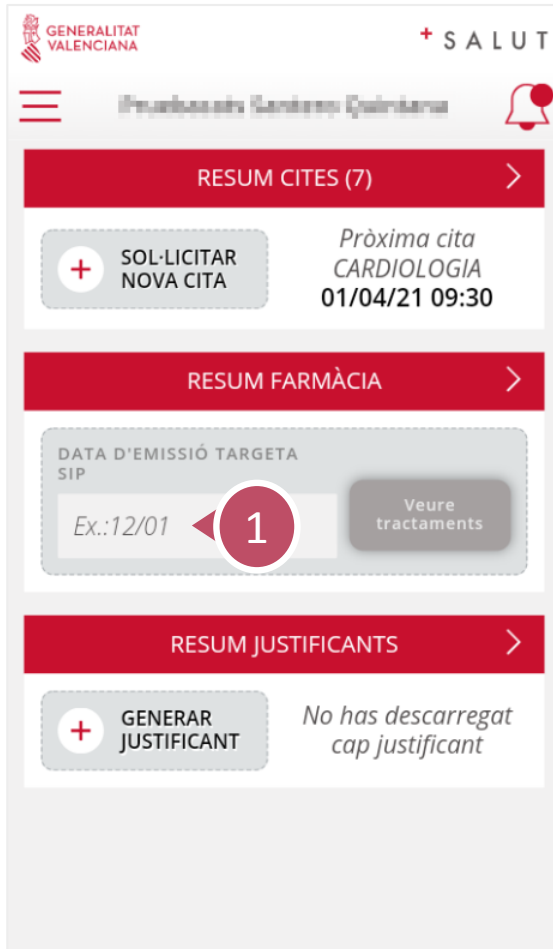 GENERALITAT
VALENCIANA
+ SALUT
RESUM CITES (7)
SOL·LICITAR
NOVA CITA
Pròxima cita
CARDIOLOGIA
01/04/21 09:30
RESUM FARMÀCIA
DATA D'EMISSIÓ TARGETA
SIP
Ex.:12/01
1
Veure
tractaments
RESUM JUSTIFICANTS
GENERAR
JUSTIFICANT
No has descarregat
cap justificant